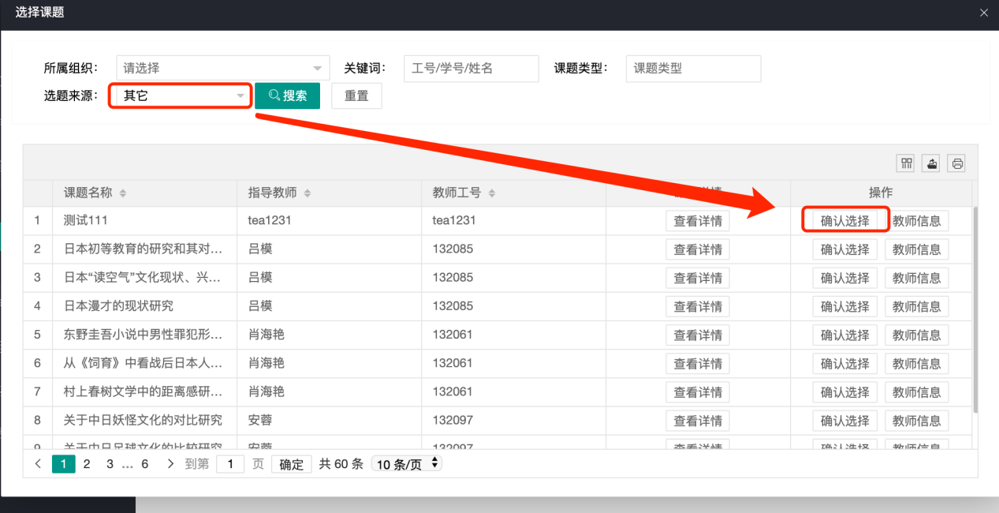 选择课题
所属组织： 请选择 关键词： 工号/学号/姓名 课题类型： 课题类型
选题来源： 其它 搜索 重置
课题名称 指导教师 教师工号 操作
1 测试111 tea1231 tea1231 查看详情 确认选择 教师信息
2 日本初等教育的研究和其对... 吕模 132085 查看详情 确认选择 教师信息
3 日本“读空气”文化现状、兴... 吕模 132085 查看详情 确认选择 教师信息
4 日本漫才的现状研究 吕模 132085 查看详情 确认选择 教师信息
5 东野圭吾小说中男性罪犯形... 肖海艳 132061 查看详情 确认选择 教师信息
6 从《饲育》中看战后日本人... 肖海艳 132061 查看详情 确认选择 教师信息
7 村上春树文学中的距离感研... 肖海艳 132061 查看详情 确认选择 教师信息
8 关于中日妖怪文化的对比研究 安蓉 132097 查看详情 确认选择 教师信息
9 关于中日足球文化的比较研究 安蓉 132097 查看详情 确认选择 教师信息
1 2 3 ... 6 到第 1 页 确定 共 60 条 10 条/页